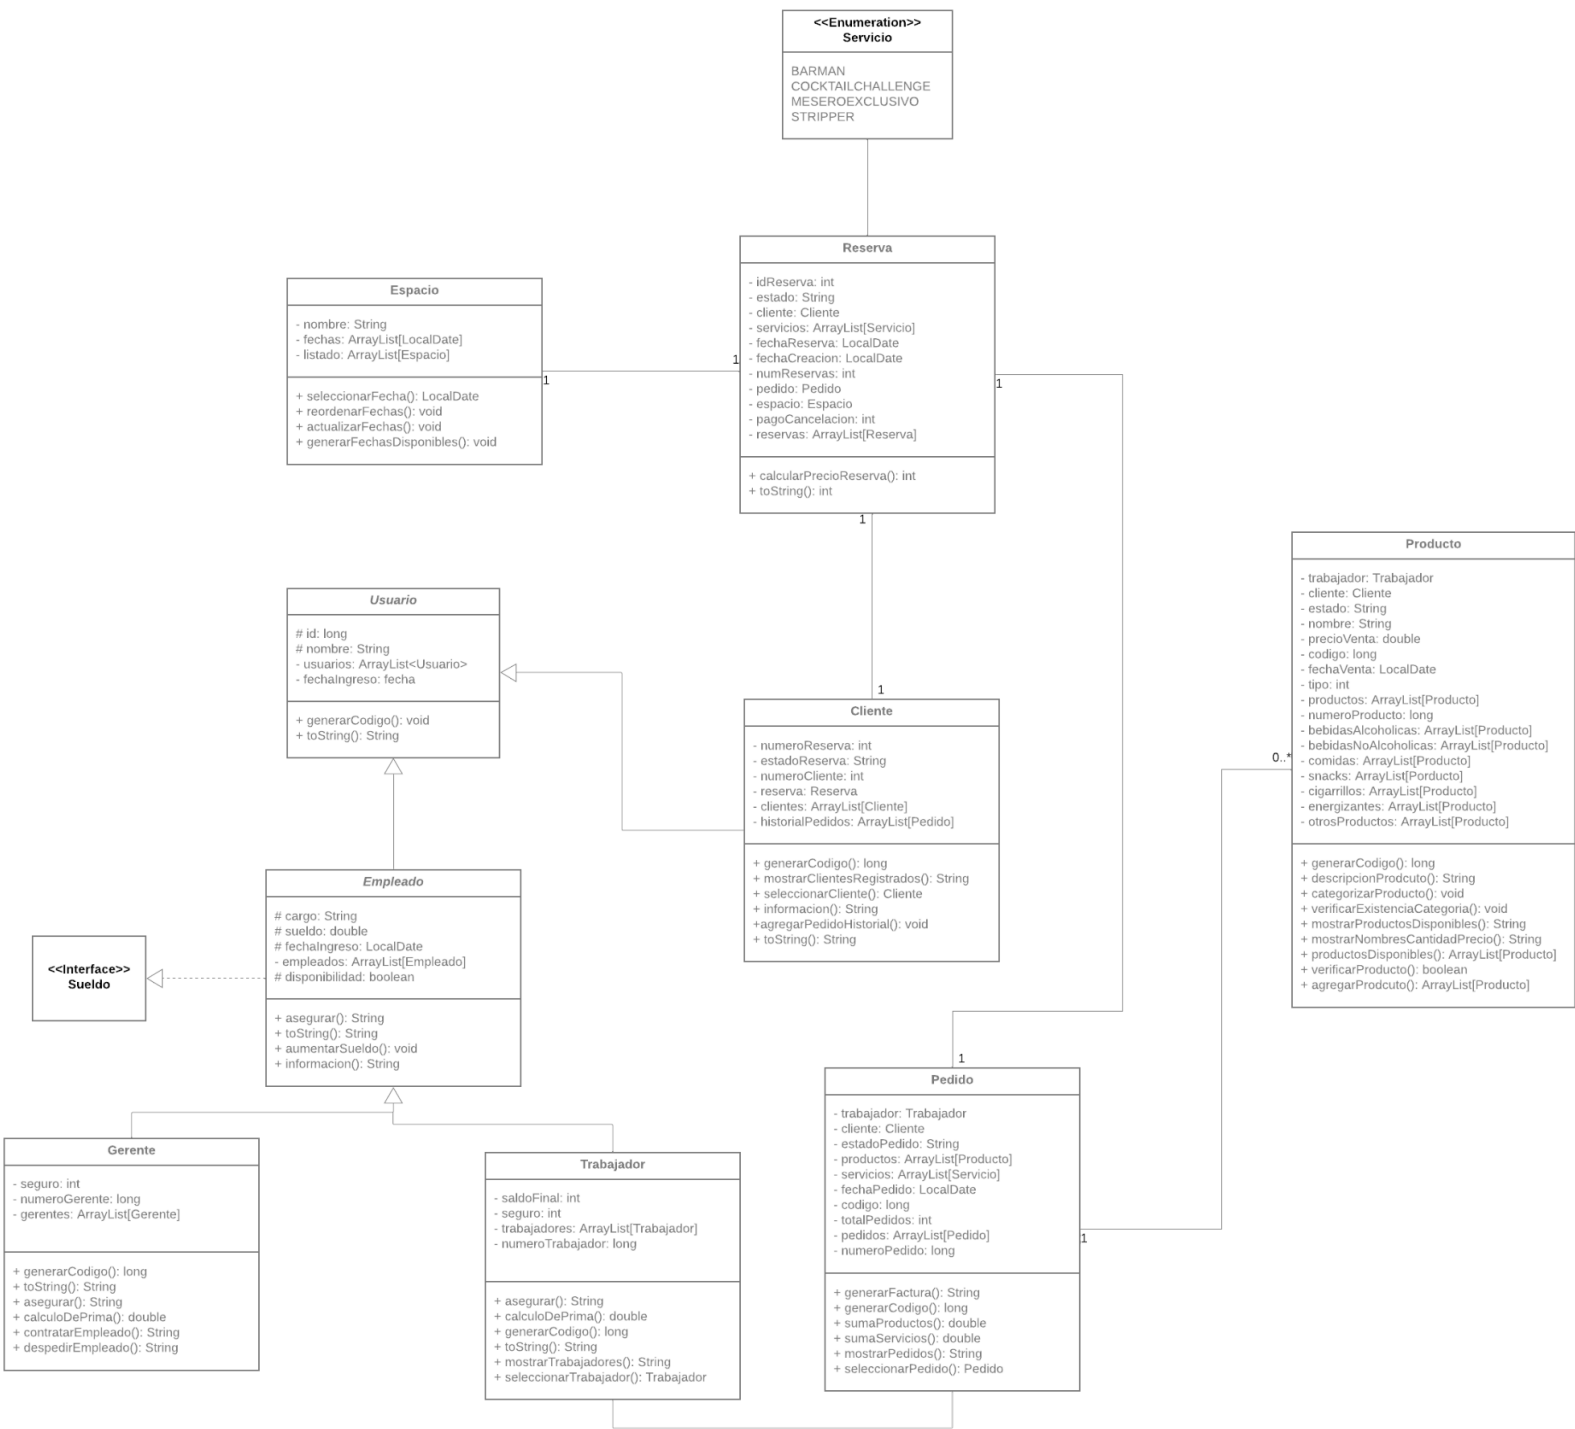 <<Enumeration>>
Servicio
BARMAN
COCKTAILCHALLENGE
MESEROEXCLUSIVO
STRIPPER
Reserva
- idReserva: int
- estado: String
- cliente: Cliente
- servicios: ArrayList[Servicio]
- fechaReserva: LocalDate
- fechaCreacion: LocalDate
- numReservas: int
- pedido: Pedido
- espacio: Espacio
- pagoCancelacion: int
- reservas: ArrayList[Reserva]
+ calcularPrecioReserva(): int
+ toString(): int
Espacio
- nombre: String
- fechas: ArrayList[LocalDate]
- listado: ArrayList[Espacio]
+ seleccionarFecha(): LocalDate
+ reordenarFechas(): void
+ actualizarFechas(): void
+ generarFechasDisponibles(): void
1
1
1
1
1
Producto
- trabajador: Trabajador
- cliente: Cliente
- estado: String
- nombre: String
- precioVenta: double
- codigo: long
- fechaVenta: LocalDate
- tipo: int
- productos: ArrayList[Producto]
- numeroProducto: long
- bebidasAlcoholicas: ArrayList[Producto]
- bebidasNoAlcoholicas: ArrayList[Producto]
- comidas: ArrayList[Producto]
- snacks: ArrayList[Porducto]
- cigarrillos: ArrayList[Producto]
- energizantes: ArrayList[Producto]
- otrosProductos: ArrayList[Producto]
+ generarCodigo(): long
+ descripcionProdcuto(): String
+ categorizarProducto(): void
+ verificarExistenciaCategoria(): void
+ mostrarProductosDisponibles(): String
+ mostrarNombresCantidadPrecio(): String
+ productosDisponibles(): ArrayList[Producto]
+ verificarProducto(): boolean
+ agregarProdcuto(): ArrayList[Producto]
0..*
Usuario
# id: long
# nombre: String
- usuarios: ArrayList<Usuario>
- fechaIngreso: fecha
+ generarCodigo(): void
+ toString(): String
Cliente
- numeroReserva: int
- estadoReserva: String
- numeroCliente: int
- reserva: Reserva
- clientes: ArrayList[Cliente]
- historialPedidos: ArrayList[Pedido]
+ generarCodigo(): long
+ mostrarClientesRegistrados(): String
+ seleccionarCliente(): Cliente
+ informacion(): String
+agregarPedidoHistorial(): void
+ toString(): String
Empleado
# cargo: String
# sueldo: double
# fechaIngreso: LocalDate
- empleados: ArrayList[Empleado]
# disponibilidad: boolean
+ asegurar(): String
+ toString(): String
+ aumentarSueldo(): void
+ informacion(): String
<<Interface>>
Sueldo
1
Pedido
- trabajador: Trabajador
- cliente: Cliente
- estadoPedido: String
- productos: ArrayList[Producto]
- servicios: ArrayList[Servicio]
- fechaPedido: LocalDate
- codigo: long
- totalPedidos: int
- pedidos: ArrayList[Pedido]
- numeroPedido: long
+ generarFactura(): String
+ generarCodigo(): long
+ sumaProductos(): double
+ sumaServicios(): double
+ mostrarPedidos(): String
+ seleccionarPedido(): Pedido
1
Gerente
- seguro: int
- numeroGerente: long
- gerentes: ArrayList[Gerente]
+ generarCodigo(): long
+ toString(): String
+ asegurar(): String
+ calculoDePrima(): double
+ contratarEmpleado(): String
+ despedirEmpleado(): String
Trabajador
- saldoFinal: int
- seguro: int
- trabajadores: ArrayList[Trabajador]
- numeroTrabajador: long
+ asegurar(): String
+ calculoDePrima(): double
+ generarCodigo(): long
+ toString(): String
+ mostrarTrabajadores(): String
+ seleccionarTrabajador(): Trabajador